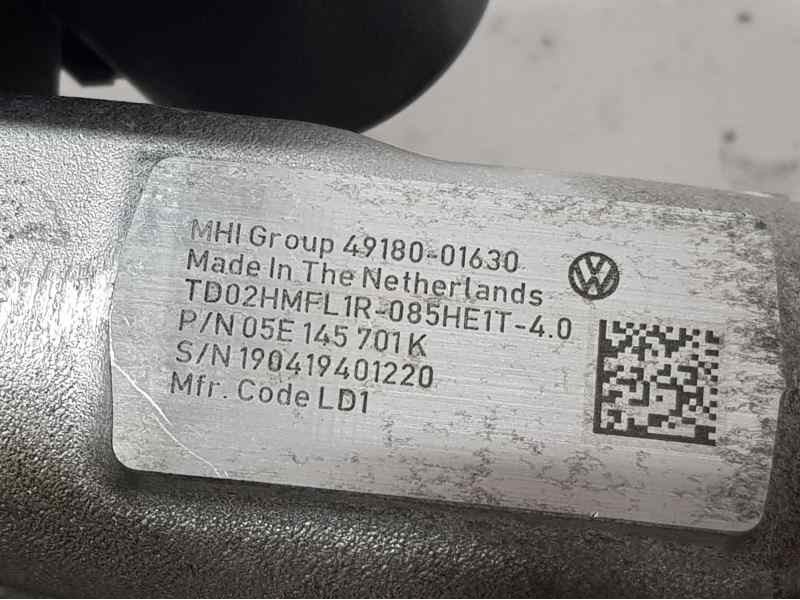 MHI Group 49180-01630
Made In The Netherlands
TD02HMFL1R-085HE1T-4.0
P/N 05E 145 701K
S/N 190419401220
Mfr. Code LD1